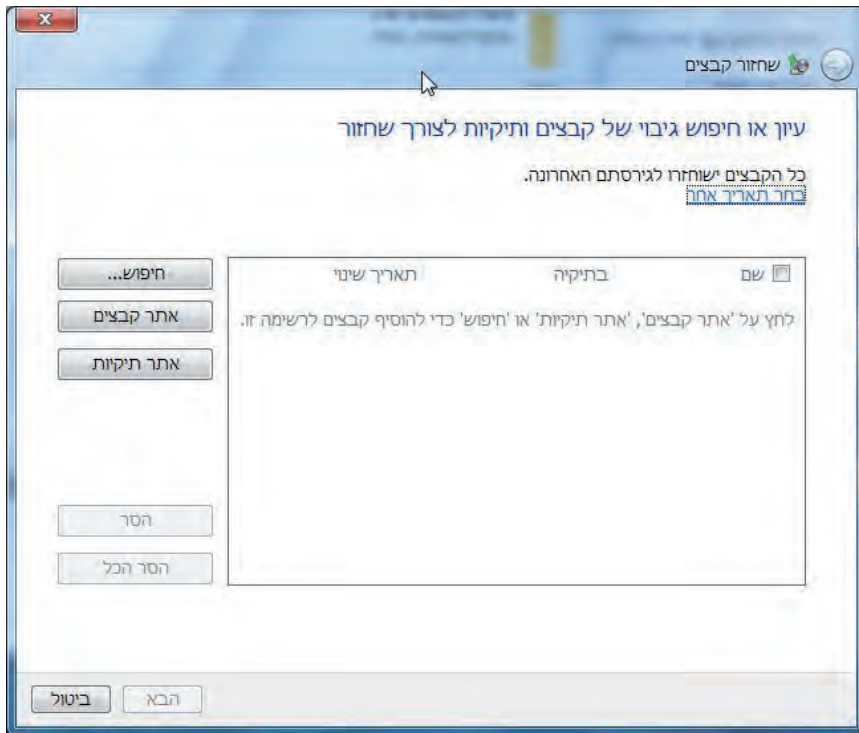 שחזור קבצים
עיון או חיפוש גיבוי של קבצים ותיקיות לצורך שחזור
כל הקבצים ישוחזרו לגירסתם האחרונה.
בחר תאריך אחר
שם בתיקיה תאריך שינוי
לחץ על 'אתר קבצים', 'אתר תיקיות' או 'חיפוש' כדי להוסיף קבצים לרשימה זו.
חיפוש...
אתר קבצים
אתר תיקיות
הסר
הסר הכל
הבא
ביטול